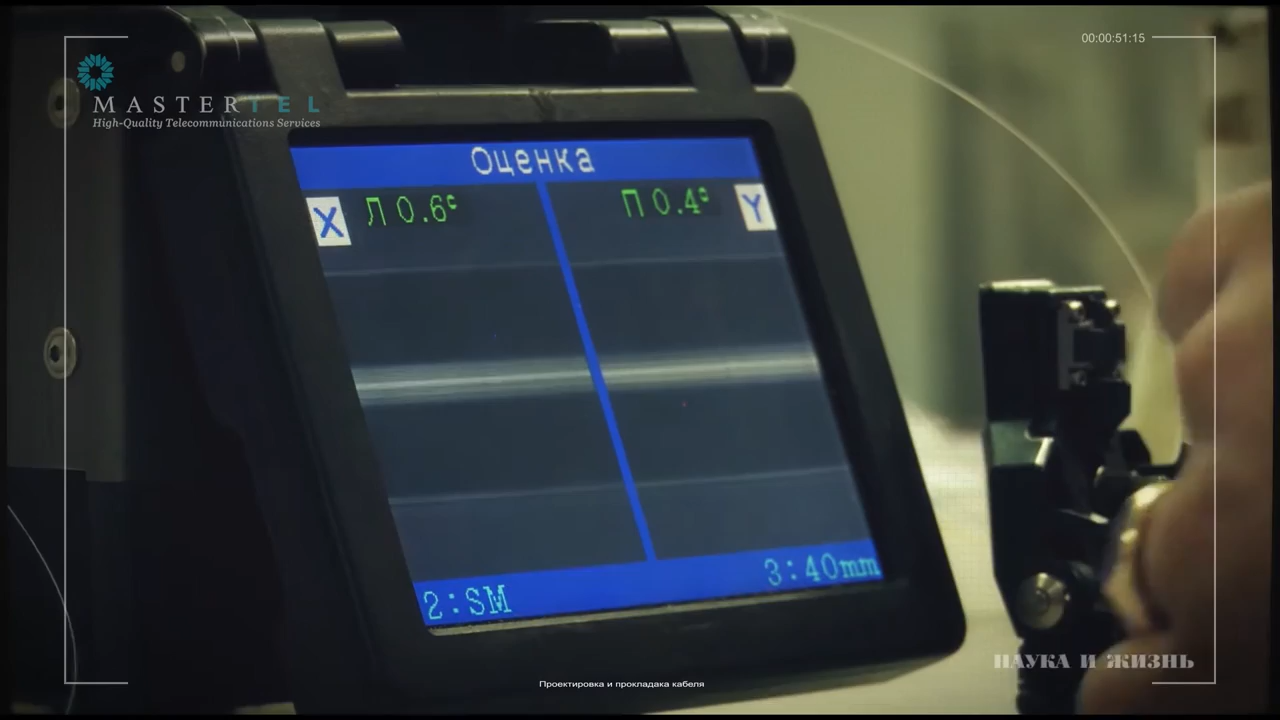 00:00:51:15
MASTERTEL
High-Quality Telecommunications Services
Оценка
X Л 0.6° П 0.4° Y
2:SM 3:40mm
НАУКА И ЖИЗНЬ
Проектировка и прокладака кабеля